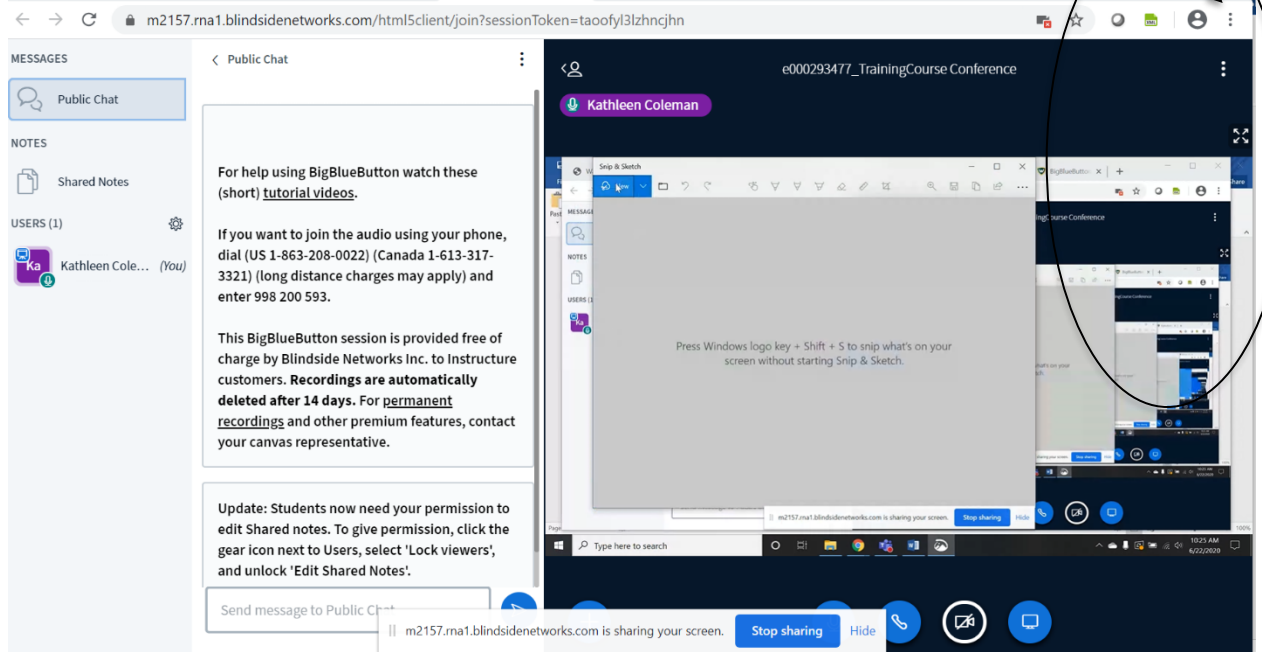 m2157.rna1.blindsidenetworks.com/html5client/join?sessionToken=taoofyl3lzhncjhn
MESSAGES
Public Chat
NOTES
Shared Notes
USERS (1)
Ka
Kathleen Cole... (You)
Public Chat
For help using BigBlueButton watch these
(short) tutorial videos.
If you want to join the audio using your phone,
dial (US 1-863-208-0022) (Canada 1-613-317-
3321) (long distance charges may apply) and
enter 998 200 593.
This BigBlueButton session is provided free of
charge by Blindside Networks Inc. to Instructure
customers. Recordings are automatically
deleted after 14 days. For permanent
recordings and other premium features, contact
your canvas representative.
Update: Students now need your permission to
edit Shared notes. To give permission, click the
gear icon next to Users, select 'Lock viewers',
and unlock 'Edit Shared Notes'.
Send message to Public Chat
e000293477_TrainingCourse Conference
Kathleen Coleman
Snip & Sketch
New
BigBlueButton
MESSAGE
NOTES
USERS (1
Ka
Press Windows logo key + Shift + S to snip what's on your
screen without starting Snip & Sketch.
m2157.rna1.blindsidenetworks.com is sharing your screen.
Stop sharing
Hide
100%
Type here to search
10:25 AM
6/22/2020
m2157.rna1.blindsidenetworks.com is sharing your screen.
Stop sharing
Hide